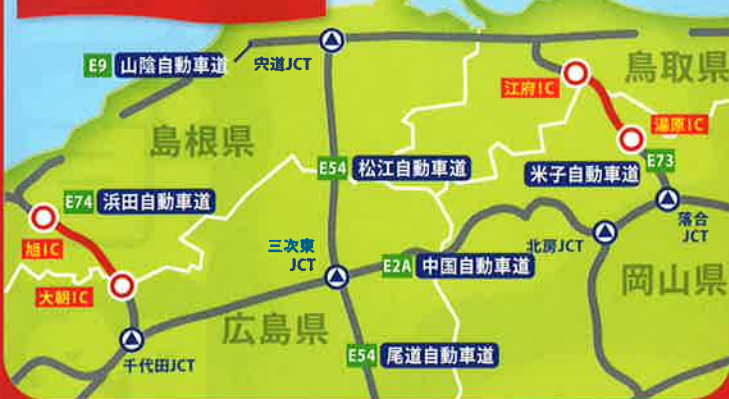 E9 山陰自動車道
宍道JCT
鳥取県
江府IC
湯原IC
島根県
E54 松江自動車道
E73
米子自動車道
E74 浜田自動車道
落合
JCT
旭IC
三次東
JCT
北房JCT
E2A 中国自動車道
岡山県
大朝IC
広島県
千代田JCT
E54 尾道自動車道